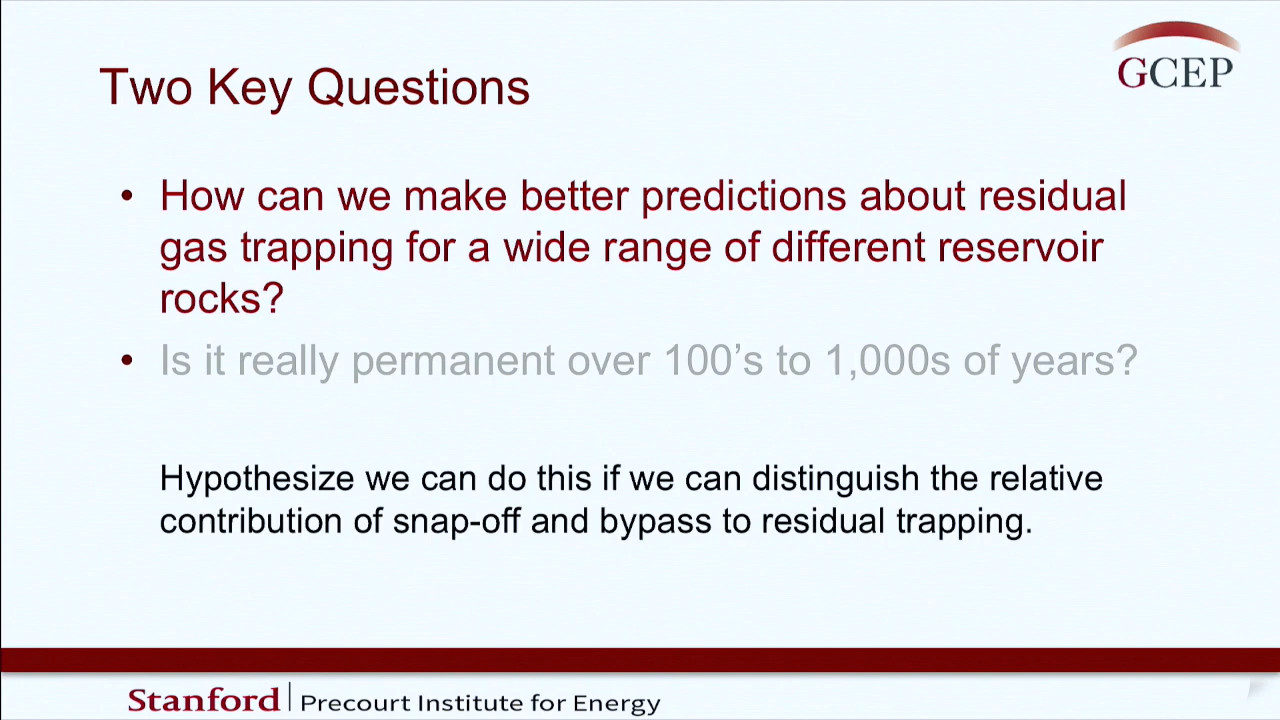 GCEP
Two Key Questions
• How can we make better predictions about residual
gas trapping for a wide range of different reservoir
rocks?
• Is it really permanent over 100’s to 1,000s of years?
Hypothesize we can do this if we can distinguish the relative
contribution of snap-off and bypass to residual trapping.
Stanford | Precourt Institute for Energy